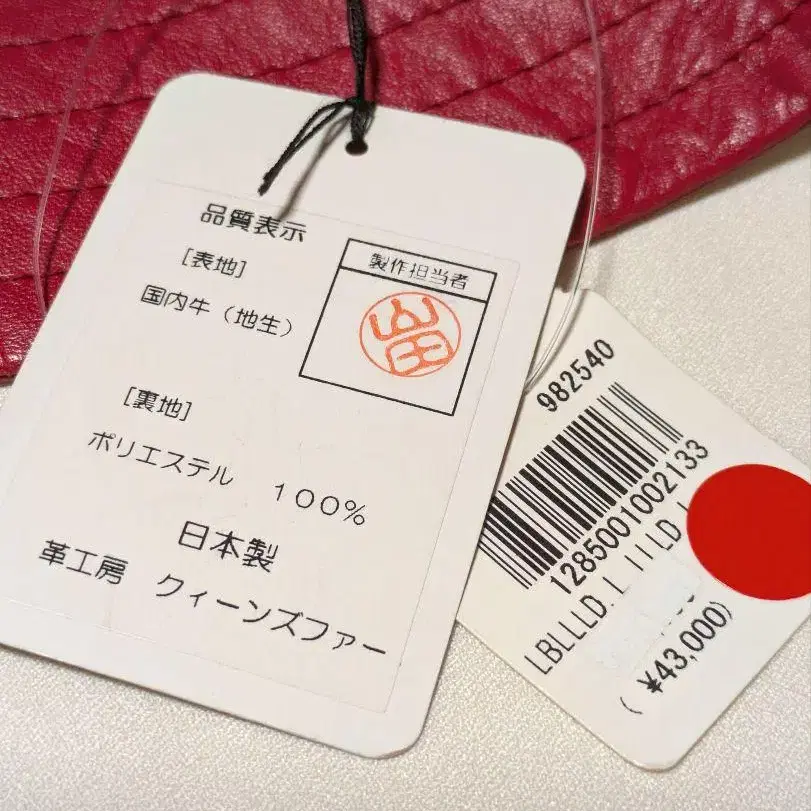 品質表示
[表地]
国内牛（地生）
製作担当者
山田
[裏地]
ポリエステル　１００％
日本製
革工房　クィーンズファー
982540
1285001002133
(¥43,000)